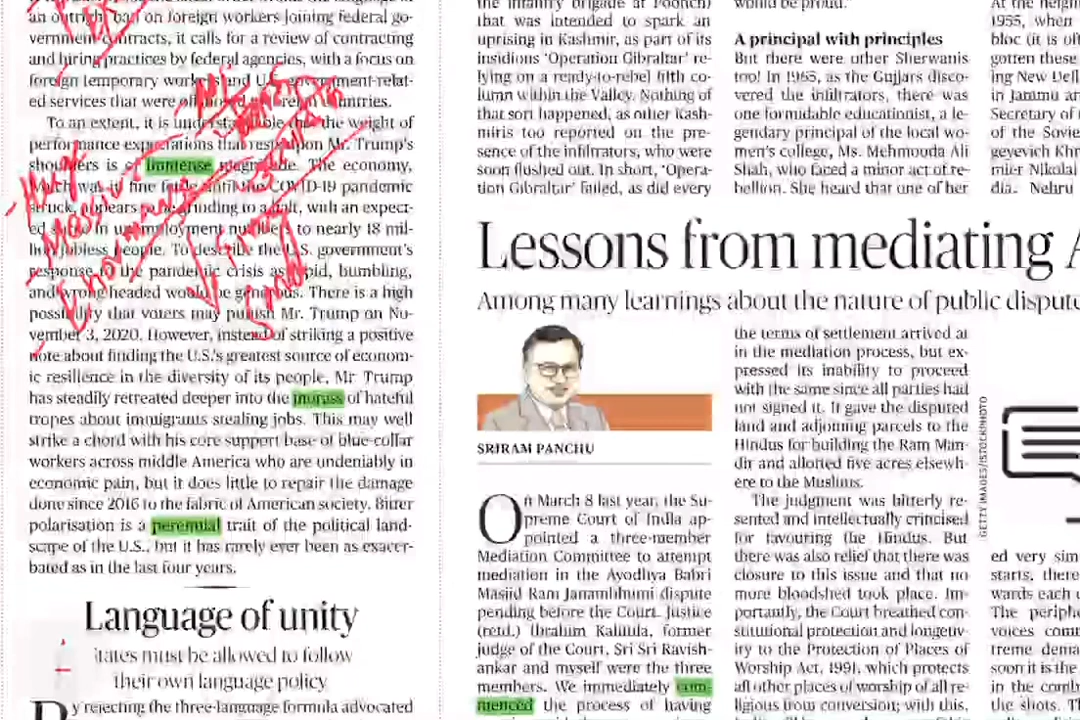 an outright ban on foreign workers joining federal go-
vernment contracts, it calls for a review of contracting
and hiring practices by federal agencies, with a focus on
foreign temporary workers and U.S.
ed services that were
To an extent, it is understandable that the weight of
performance expectations that rest upon Mr. Trump's
shoulders is of immense magnitude. The economy,
which was in fine fettle until the COVID-19 pandemic
struck, appears to be grinding to a halt, with an expect-
ed in unemployment numbers to nearly 18 mil-
lion jobless people. To describe the U.S. government's
response to the pandemic crisis as insipid, bumbling,
and wrong headed would be generous. There is a high
possibility that voters may punish Mr. Trump on No-
vember 3, 2020. However, instead of striking a positive
note about finding the U.S.'s greatest source of econom-
ic resilience in the diversity of its people, Mr Trump
has steadily retreated deeper into the morass of hateful
tropes about immigrants stealing jobs. This may well
strike a chord with his core support base of blue-collar
workers across middle America who are undeniably in
economic pain, but it does little to repair the damage
done since 2016 to the fabric of American society. Bitter
polarisation is a perennial trait of the political land-
scape of the U.S., but it has rarely ever been as exacer-
bated as in the last four years.
Huge
Massive
Enormous
Tiny
Small
Language of unity
States must be allowed to follow
their own language policy
By rejecting the three-language formula advocated
the infantry brigade at Poonch)
that was intended to spark an
uprising in Kashmir, as part of its
insidious 'Operation Gibraltar' re-
lying on a ready-to-rebel fifth co-
lumn within the Valley. Nothing of
that sort happened, as other Kash-
miris too reported on the pre-
sence of the infiltrators, who were
soon flushed out. In short, 'Opera-
tion Gibraltar' failed, as did every
would be proud.
A principal with principles
But there were other Sherwanis
too! In 1965, as the Gujjars disco-
vered the infiltrators, there was
one formidable educationist, a le-
gendary principal of the local wo-
men's college, Ms. Mehmooda Ali
Shah, who faced a minor act of re-
bellion. She heard that one of her
At the heigh
1955, when
bloc (it is of
gotten these
ing New Del
in Jammu a
Secretary of
of the Sovie
geyevich Kh
mier Nikolai
dia. Nehru
Lessons from mediating A
Among many learnings about the nature of public dispute
SRIRAM PANCHU
On March 8 last year, the Su-
preme Court of India ap-
pointed a three-member
Mediation Committee to attempt
mediation in the Ayodhya Babri
Masjid Ram Janambhumi dispute
pending before the Court. Justice
(retd.) Ibrahim Kalifulla, former
judge of the Court, Sri Sri Ravish-
ankar and myself were the three
members. We immediately com-
menced the process of having
the terms of settlement arrived at
in the mediation process, but ex-
pressed its inability to proceed
with the same since all parties had
not signed it. It gave the disputed
land and adjoining parcels to the
Hindus for building the Ram Man-
dir and allotted five acres elsewh-
ere to the Muslims.
The judgment was bitterly re-
sented and intellectually criticised
for favouring the Hindus. But
there was also relief that there was
closure to this issue and that no
more bloodshed took place. Im-
portantly, the Court breathed con-
stitutional protection and longetiv-
ity to the Protection of Places of
Worship Act, 1991, which protects
all other places of worship of all re-
ligious from conversion; with this,
GETTY IMAGES/ISTOCKPHOTO
ed very sim
starts, there
wards each
The periph
voices com
treme dema
soon it is the
in the comb
the shots. T